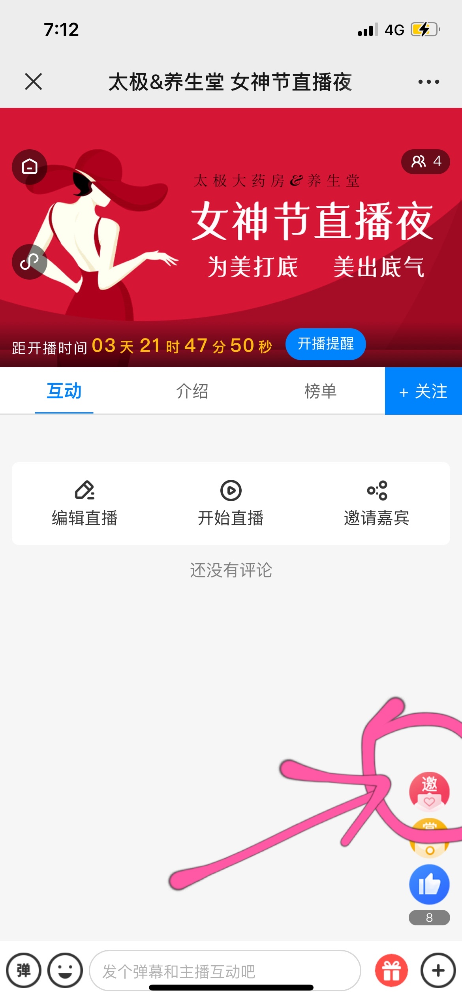 7:12
4G
太极&养生堂 女神节直播夜
4
太极大药房&养生堂
女神节直播夜
为美打底 美出底气
距开播时间 03 天 21 时 47 分 50 秒 开播提醒
互动 介绍 榜单 + 关注
编辑直播 开始直播 邀请嘉宾
还没有评论
邀
8
弹 发个弹幕和主播互动吧